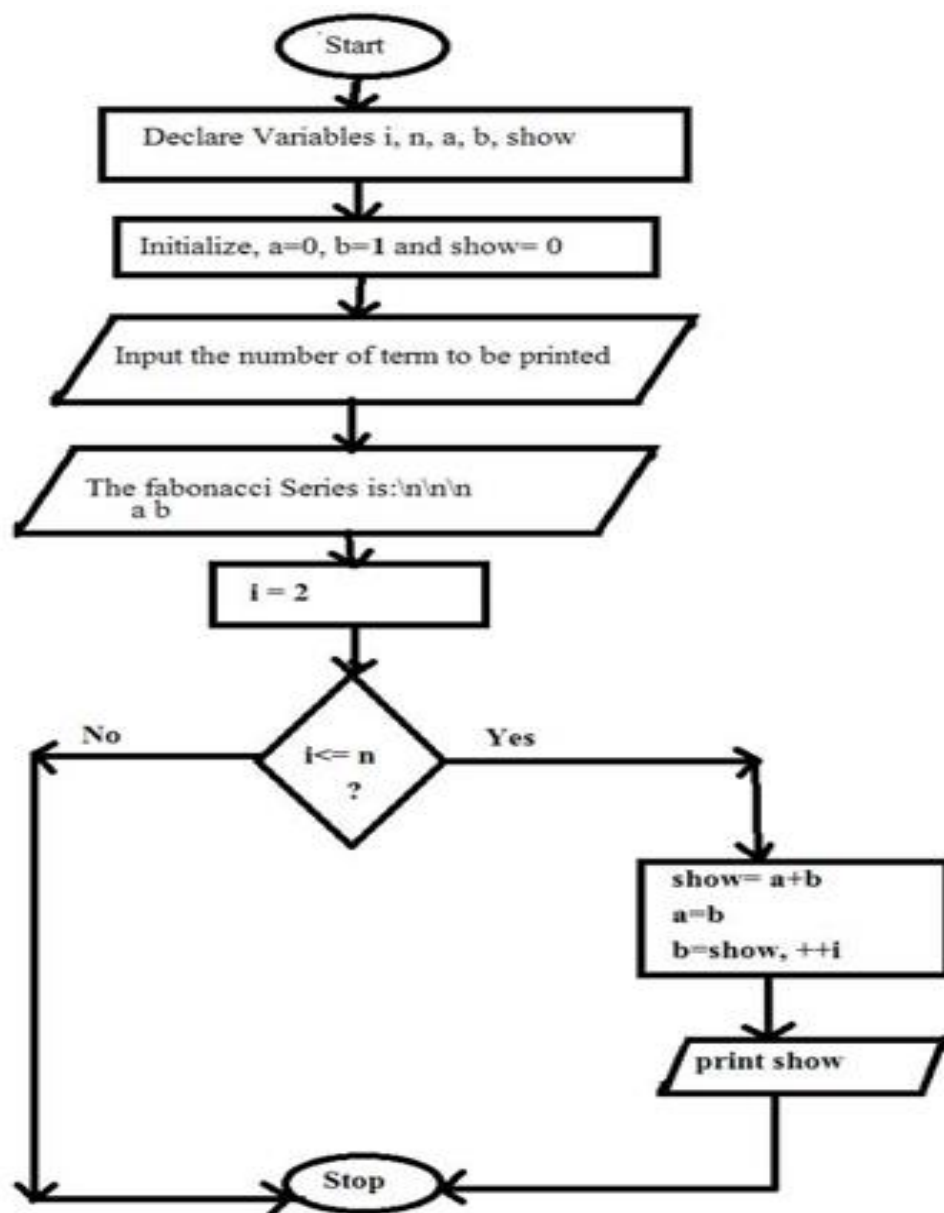 Start
Declare Variables i, n, a, b, show
Initialize, a=0, b=1 and show= 0
Input the number of term to be printed
The fabonacci Series is:\n\n\n
a b
i = 2
No
i<= n
?
Yes
show= a+b
a=b
b=show, ++i
print show
Stop